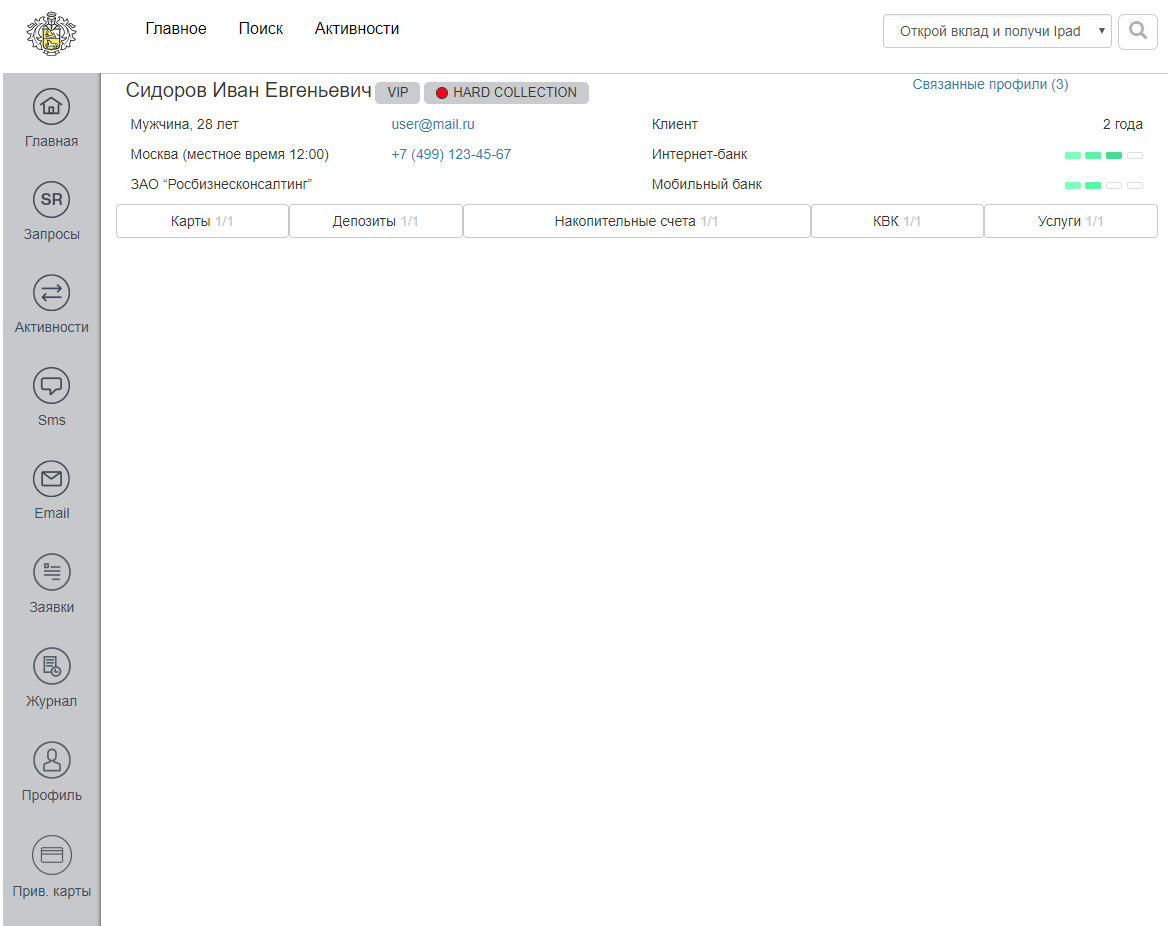 Главное Поиск Активности Открой вклад и получи Ipad
Сидоров Иван Евгеньевич VIP HARD COLLECTION Связанные профили (3)
Мужчина, 28 лет user@mail.ru Клиент 2 года
Москва (местное время 12:00) +7 (499) 123-45-67 Интернет-банк
ЗАО “Росбизнесконсалтинг” Мобильный банк
Карты 1/1 Депозиты 1/1 Накопительные счета 1/1 КВК 1/1 Услуги 1/1
Главная
SR
Запросы
Активности
Sms
Email
Заявки
Журнал
Профиль
Прив. карты